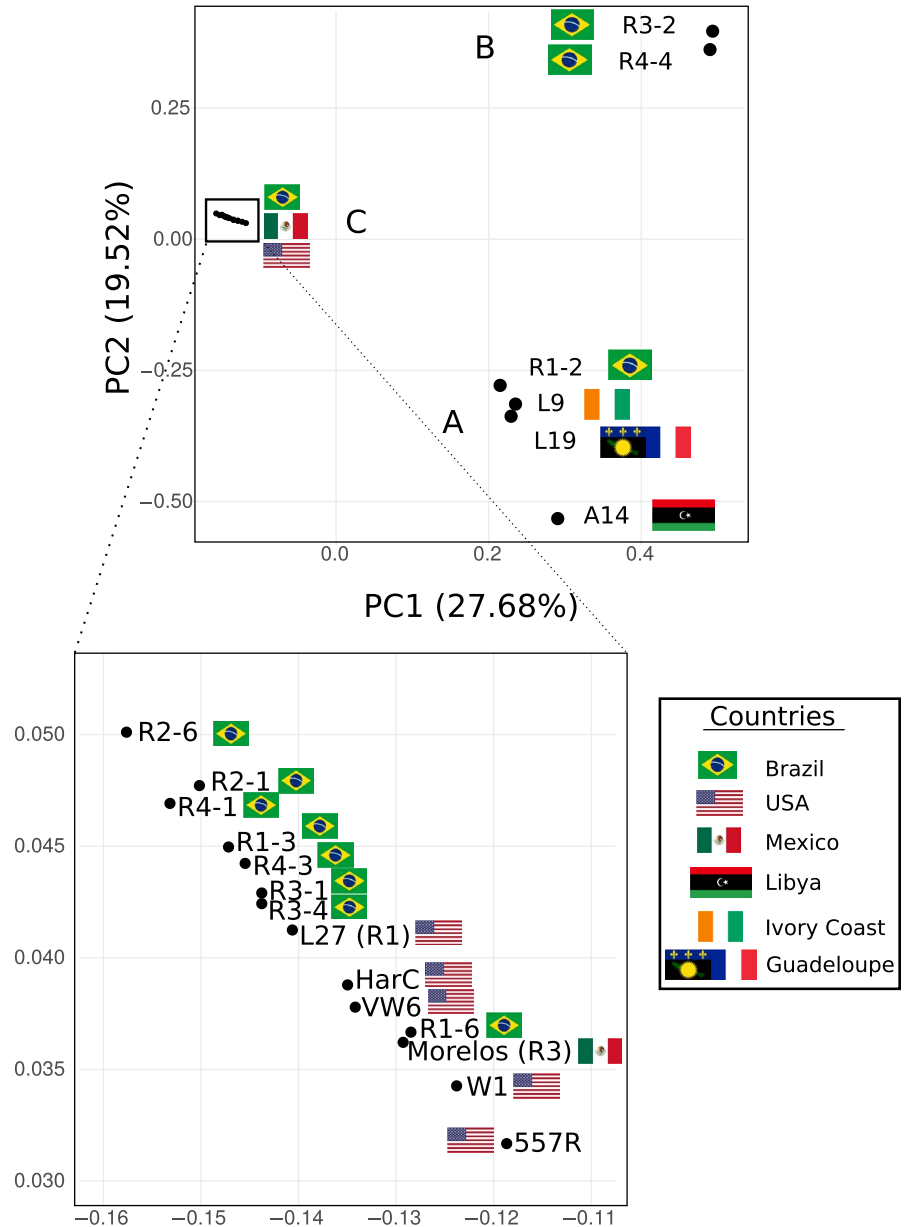 B
R3-2
R4-4
0.25
C
0.00
PC2 (19.52%)
R1-2
−0.25
L9
A
L19
−0.50
A14
0.0
0.2
0.4
PC1 (27.68%)
0.050
R2-6
R2-1
R4-1
0.045
R1-3
R4-3
R3-1
R3-4
L27 (R1)
0.040
HarC
VW6
R1-6
Morelos (R3)
0.035
W1
557R
0.030
−0.16
−0.15
−0.14
−0.13
−0.12
−0.11
Countries
Brazil
USA
Mexico
Libya
Ivory Coast
Guadeloupe